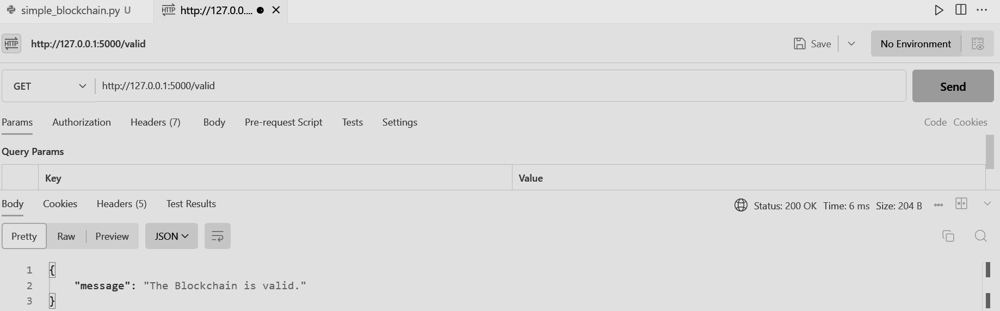 simple_blockchain.py U HTTP http://127.0.0.... 
HTTP http://127.0.0.1:5000/valid Save No Environment
GET http://127.0.0.1:5000/valid Send
Params Authorization Headers (7) Body Pre-request Script Tests Settings Code Cookies
Query Params
Key Value
Body Cookies Headers (5) Test Results Status: 200 OK Time: 6 ms Size: 204 B
Pretty Raw Preview JSON
1 {
2 "message": "The Blockchain is valid."
3 }